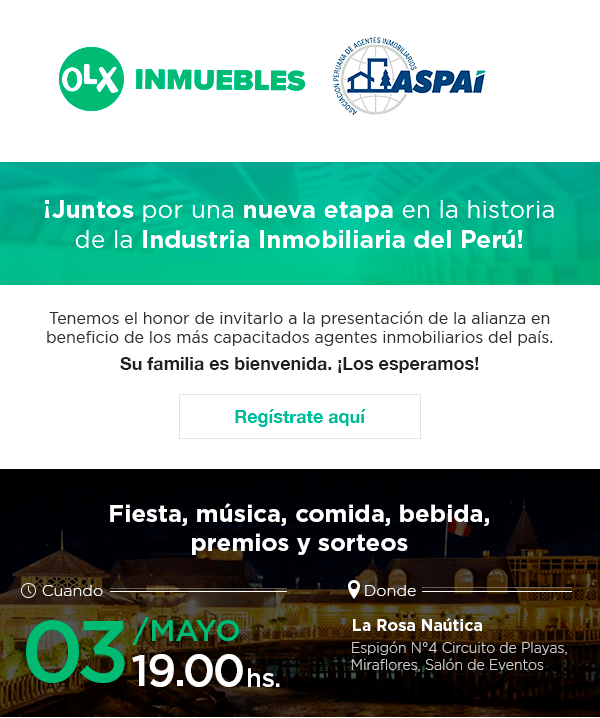 OLX INMUEBLES
ASOCIACION PERUANA DE AGENTES INMOBILIARIOS
ASPAi
¡Juntos por una nueva etapa en la historia
de la Industria Inmobiliaria del Perú!
Tenemos el honor de invitarlo a la presentación de la alianza en
beneficio de los más capacitados agentes inmobiliarios del país.
Su familia es bienvenida. ¡Los esperamos!
Regístrate aquí
Fiesta, música, comida, bebida,
premios y sorteos
Cuando
03 /MAYO
19.00 hs.
Donde
La Rosa Naútica
Espigón N°4 Circuito de Playas,
Miraflores, Salón de Eventos